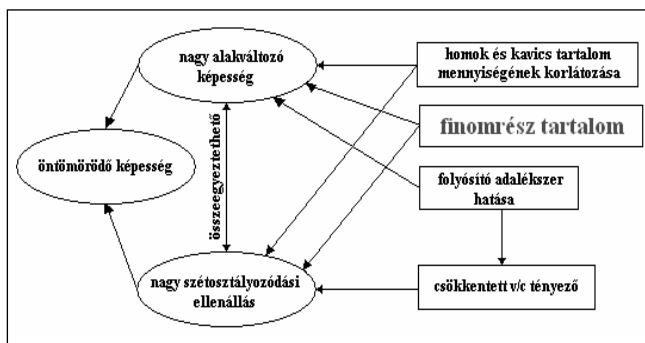 nagy alakváltozó
képesség
homok és kavics tartalom
mennyiségének korlátozása
finomrész tartalom
öntömörödő képesség
összeegyeztethető
folyósító adalékszer
hatása
nagy szétosztályozódási
ellenállás
csökkentett v/c tényező